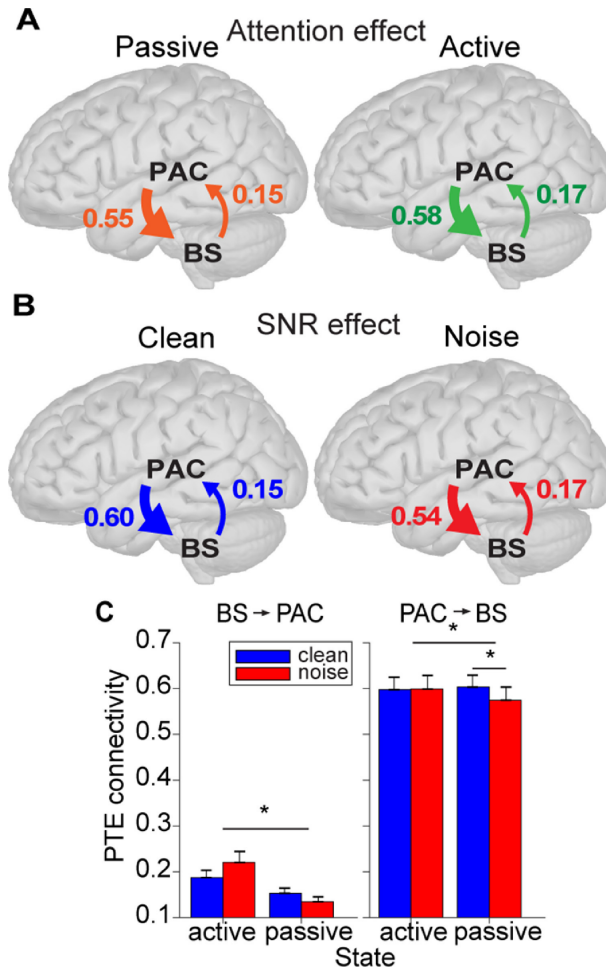 A
Attention effect
Passive
Active
PAC
0.55
0.15
BS
PAC
0.58
0.17
BS
B
SNR effect
Clean
Noise
PAC
0.60
0.15
BS
PAC
0.54
0.17
BS
C
BS → PAC
PAC → BS
PTE connectivity
0.7
0.6
0.5
0.4
0.3
0.2
0.1
clean
noise
*
*
*
active
passive
active
passive
State